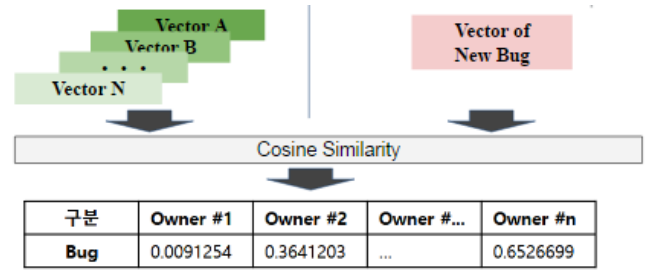 Vector A
Vector B
. . .
Vector N
Vector of
New Bug
Cosine Similarity
구분 Owner #1 Owner #2 Owner #... Owner #n
Bug 0.0091254 0.3641203 ... 0.6526699